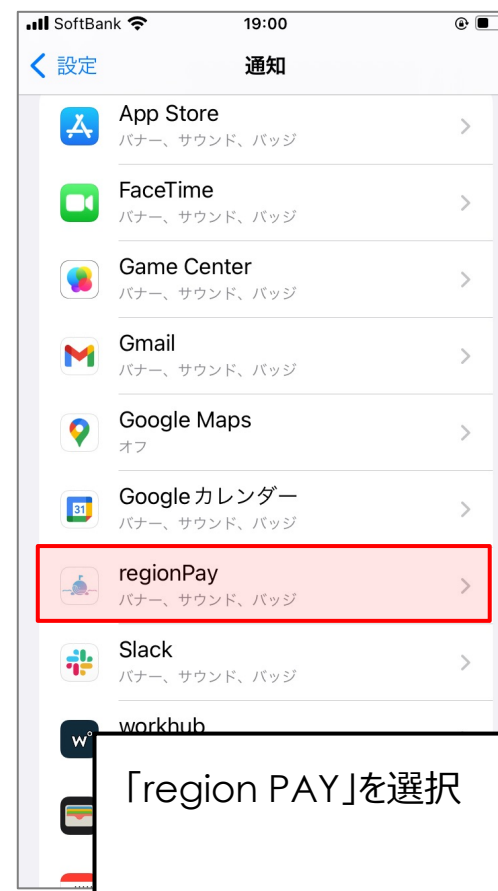 SoftBank 19:00
設定 通知
App Store
バナー、サウンド、バッジ
FaceTime
バナー、サウンド、バッジ
Game Center
バナー、サウンド、バッジ
Gmail
バナー、サウンド、バッジ
Google Maps
オフ
31
Googleカレンダー
バナー、サウンド、バッジ
regionPay
バナー、サウンド、バッジ
Slack
バナー、サウンド、バッジ
w°
workhub
「region PAY」を選択